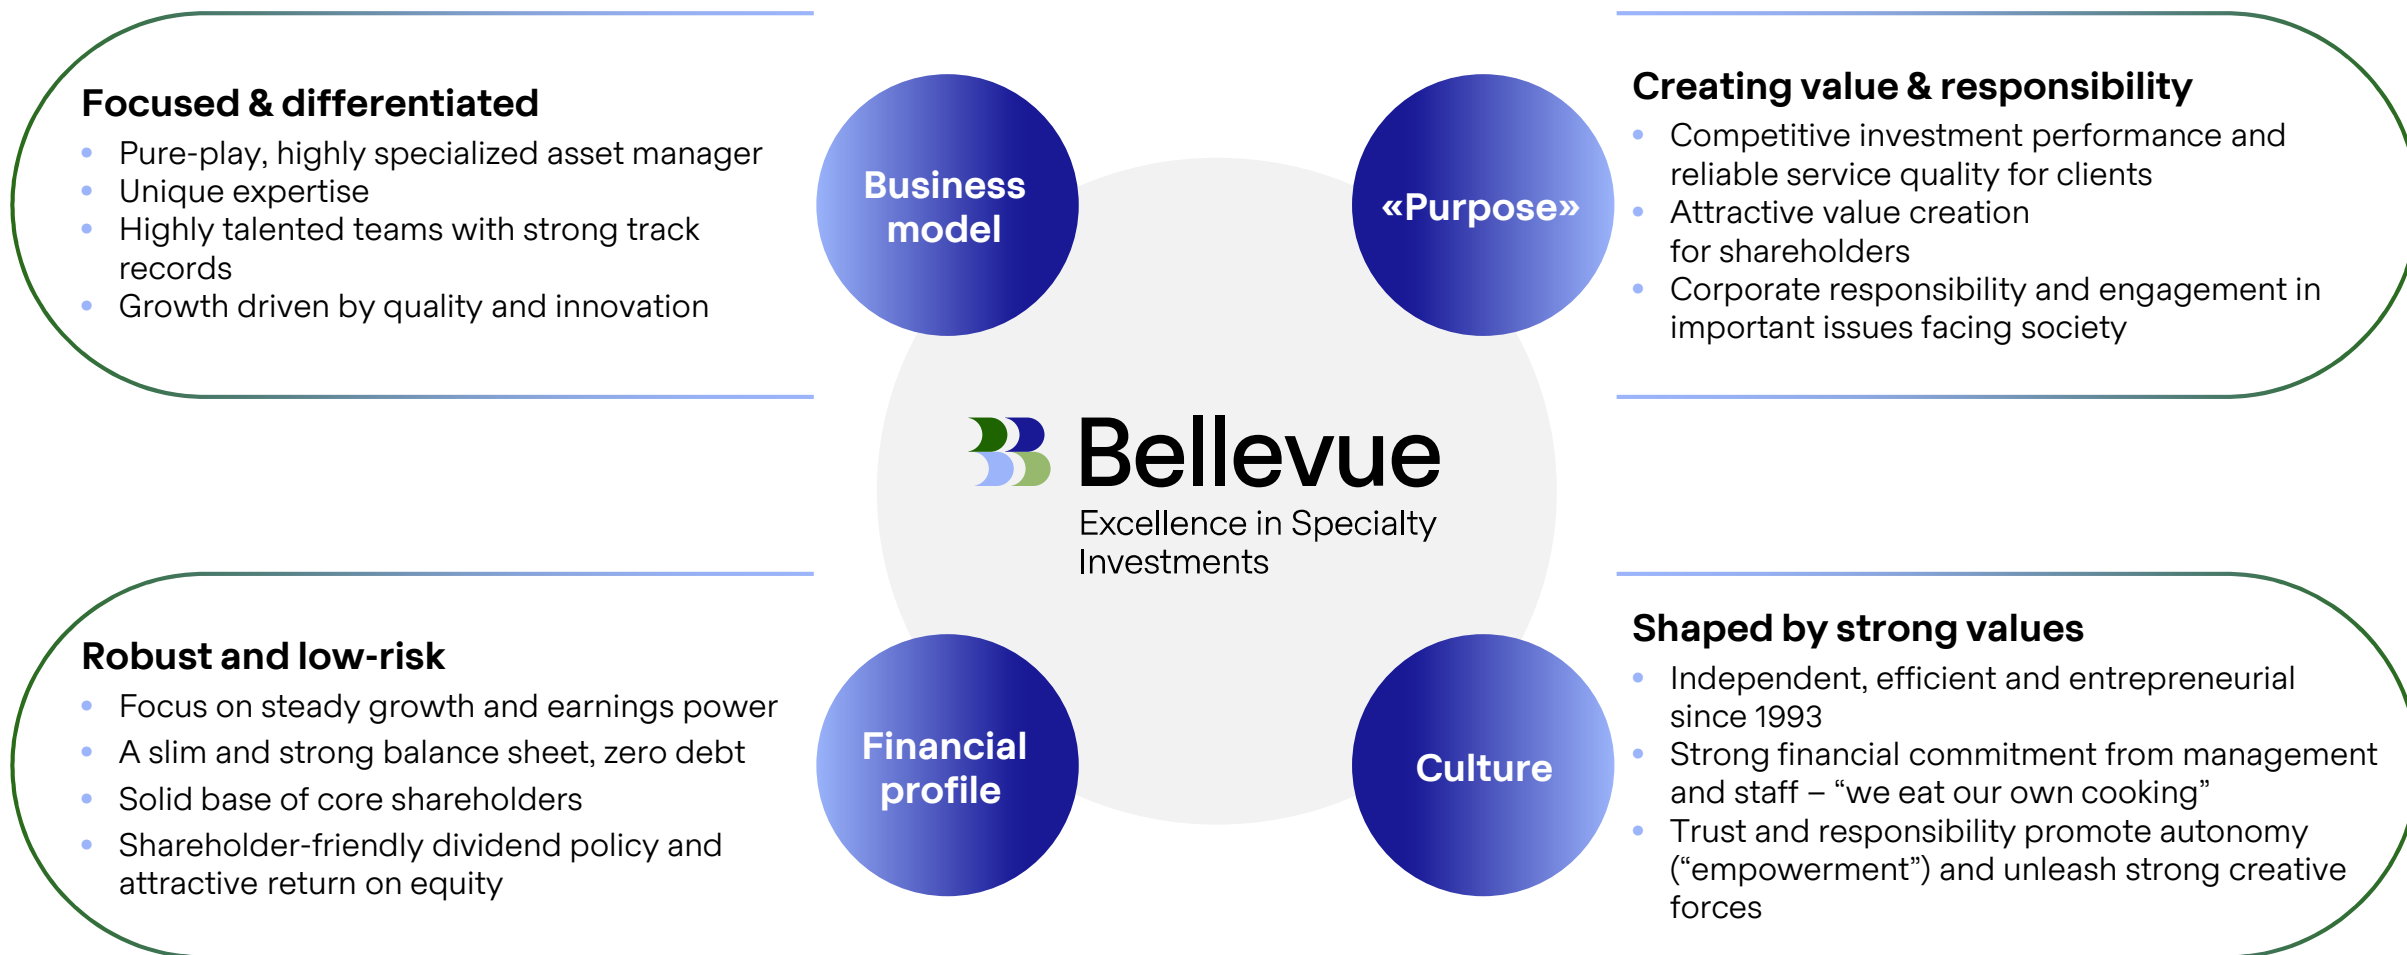 Focused & differentiated
• Pure-play, highly specialized asset manager
• Unique expertise
• Highly talented teams with strong track
records
• Growth driven by quality and innovation
Business
model
«Purpose»
Creating value & responsibility
• Competitive investment performance and
reliable service quality for clients
• Attractive value creation
for shareholders
• Corporate responsibility and engagement in
important issues facing society
Bellevue
Excellence in Specialty
Investments
Robust and low-risk
• Focus on steady growth and earnings power
• A slim and strong balance sheet, zero debt
• Solid base of core shareholders
• Shareholder-friendly dividend policy and
attractive return on equity
Financial
profile
Culture
Shaped by strong values
• Independent, efficient and entrepreneurial
since 1993
• Strong financial commitment from management
and staff – “we eat our own cooking”
• Trust and responsibility promote autonomy
(“empowerment”) and unleash strong creative
forces